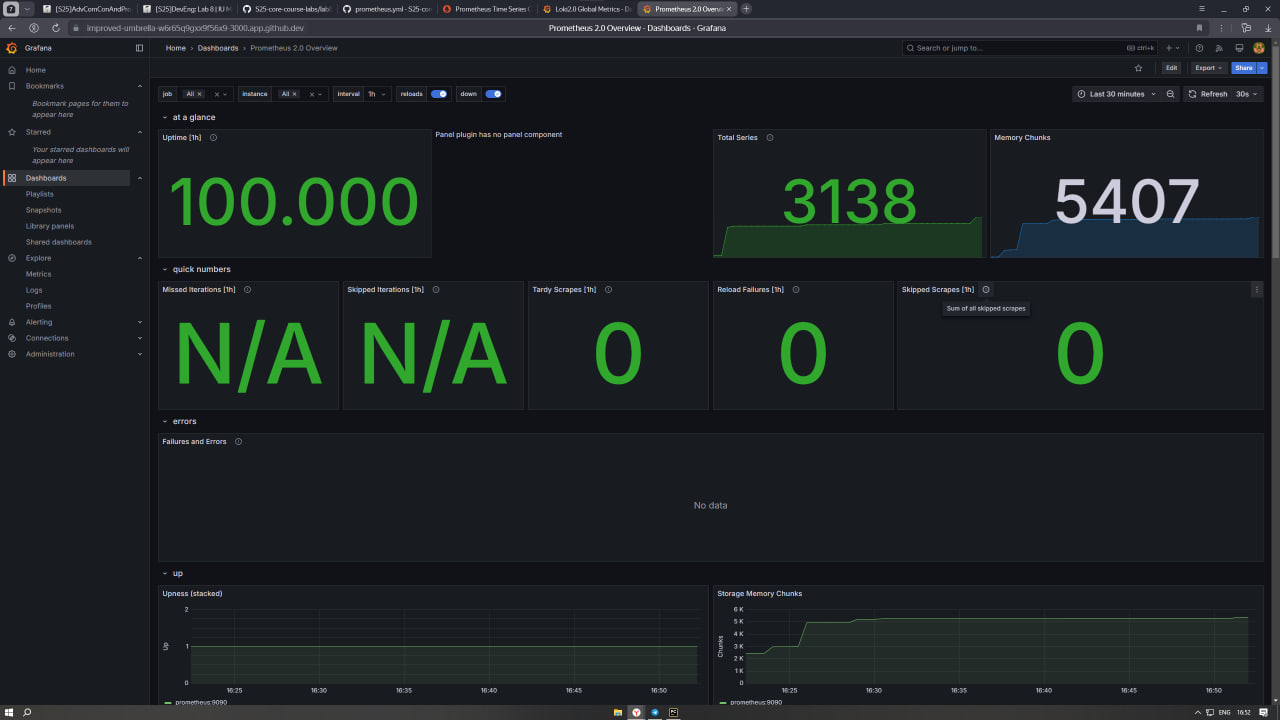 [S25]AdvComConAndPro
[S25]DevEng: Lab 8 | IU M
S25-core-course-labs/lab8
prometheus.yml - S25-co
Prometheus Time Series C
Loki2.0 Global Metrics - D
Prometheus 2.0 Overvi
improved-umbrella-w6r65q9gxx9f56x9-3000.app.github.dev
Prometheus 2.0 Overview - Dashboards - Grafana
Grafana
Home > Dashboards > Prometheus 2.0 Overview
Search or jump to...
ctrl+k
Edit
Export
Share
Home
Bookmarks
Bookmark pages for them to
appear here
Starred
Your starred dashboards will
appear here
Dashboards
Playlists
Snapshots
Library panels
Shared dashboards
Explore
Metrics
Logs
Profiles
Alerting
Connections
Administration
job All
instance All
interval 1h
reloads
down
Last 30 minutes
Refresh 30s
at a glance
Uptime [1h]
100.000
Panel plugin has no panel component
Total Series
3138
Memory Chunks
5407
quick numbers
Missed Iterations [1h]
N/A
Skipped Iterations [1h]
N/A
Tardy Scrapes [1h]
0
Reload Failures [1h]
0
Skipped Scrapes [1h]
Sum of all skipped scrapes
0
errors
Failures and Errors
No data
up
Upness (stacked)
2
1
0
Up
16:25 16:30 16:35 16:40 16:45 16:50
prometheus:9090
Storage Memory Chunks
6 K
5 K
4 K
3 K
2 K
1 K
0
Chunks
16:25 16:30 16:35 16:40 16:45 16:50
prometheus:9090
ENG 16:52